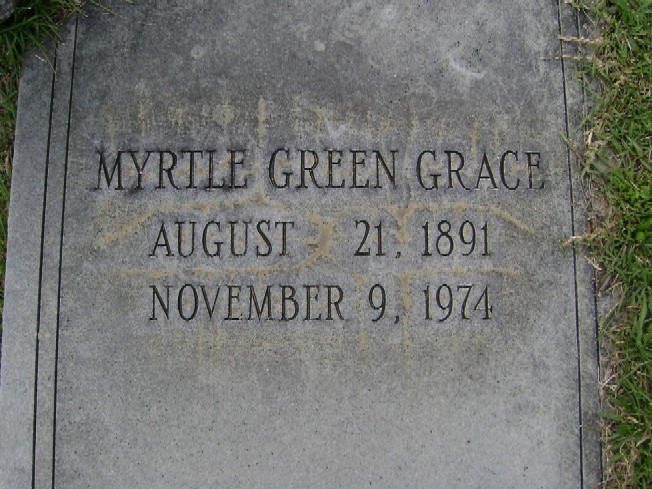 MYRTLE GREEN GRACE
AUGUST 21, 1891
NOVEMBER 9, 1974